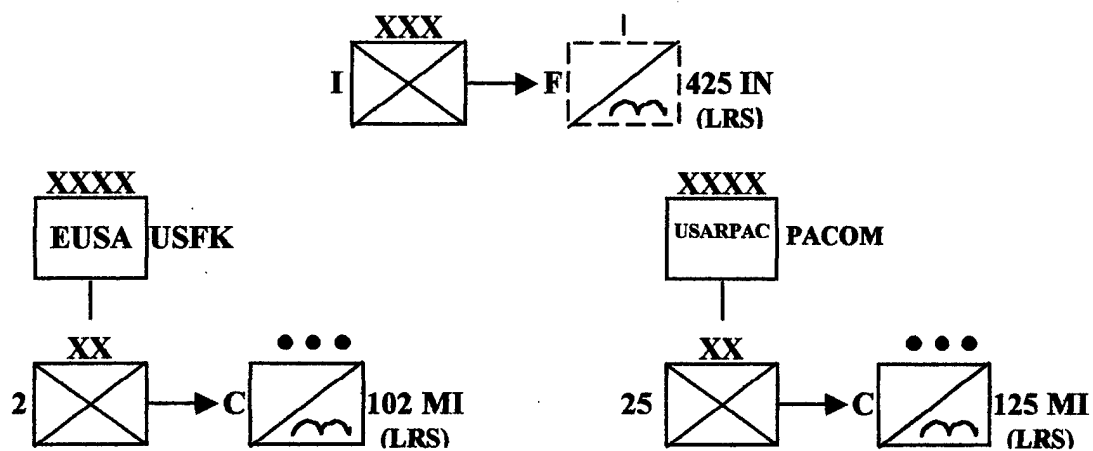 XXX
I
F
425 IN
(LRS)
XXXX
EUSA USFK
XXXX
USARPAC PACOM
XX
2
C
102 MI
(LRS)
XX
25
C
125 MI
(LRS)